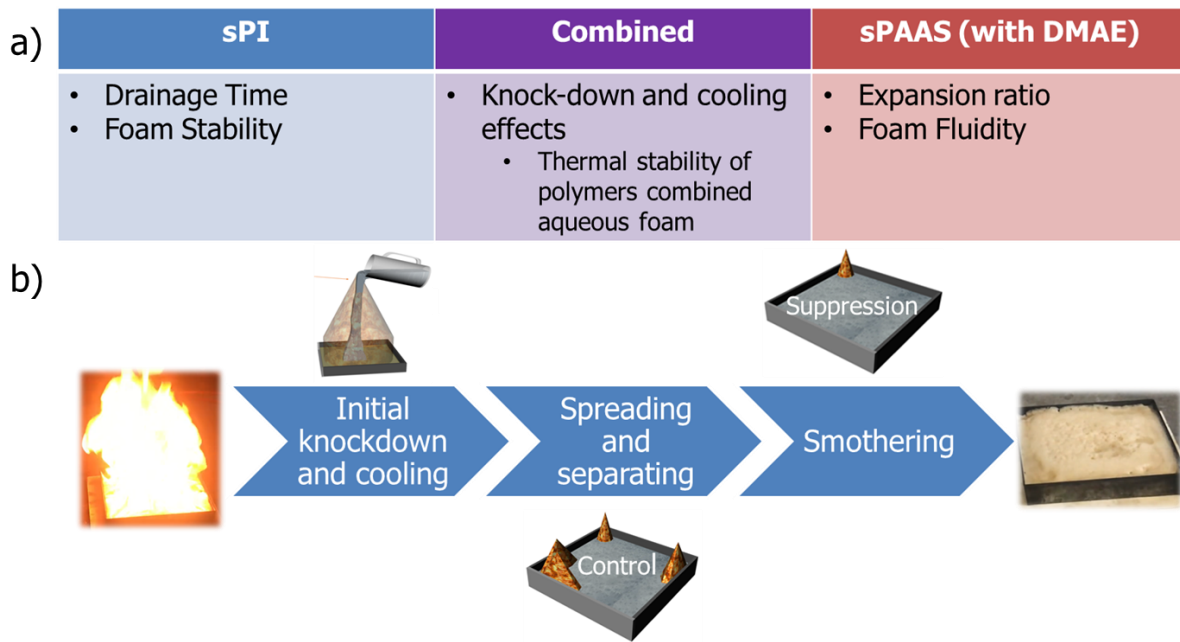 a)
sPI
Combined
sPAAS (with DMAE)
• Drainage Time
• Foam Stability
• Knock-down and cooling
effects
• Thermal stability of
polymers combined
aqueous foam
• Expansion ratio
• Foam Fluidity
b)
Suppression
Initial
knockdown
and cooling
Spreading
and
separating
Smothering
Control